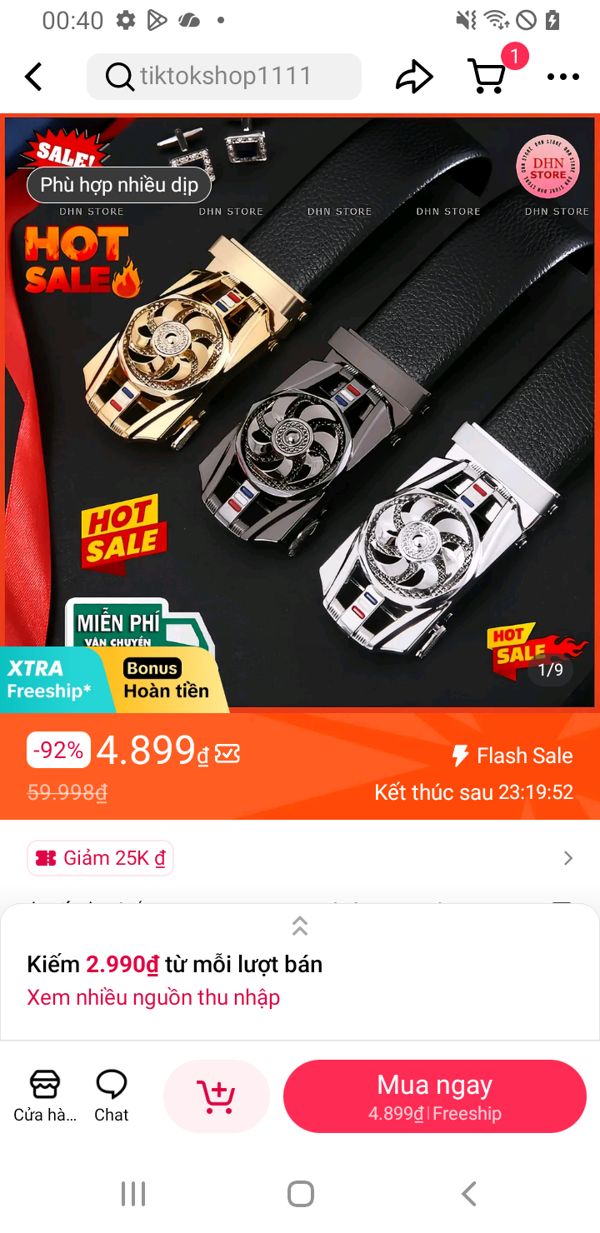 00:40
tiktokshop1111
1
SALE!
Phù hợp nhiều dịp
DHN STORE
DHN STORE DHN STORE DHN STORE DHN STORE DHN STORE
HOT
SALE
HOT
SALE
MIỄN PHÍ
VẬN CHUYỂN
HOT
SALE
1/9
XTRA
Freeship*
Bonus
Hoàn tiền
-92% 4.899₫
Flash Sale
59.998₫
Kết thúc sau 23:19:52
Giảm 25K ₫
Kiếm 2.990₫ từ mỗi lượt bán
Xem nhiều nguồn thu nhập
Cửa hà...
Chat
Mua ngay
4.899₫ | Freeship